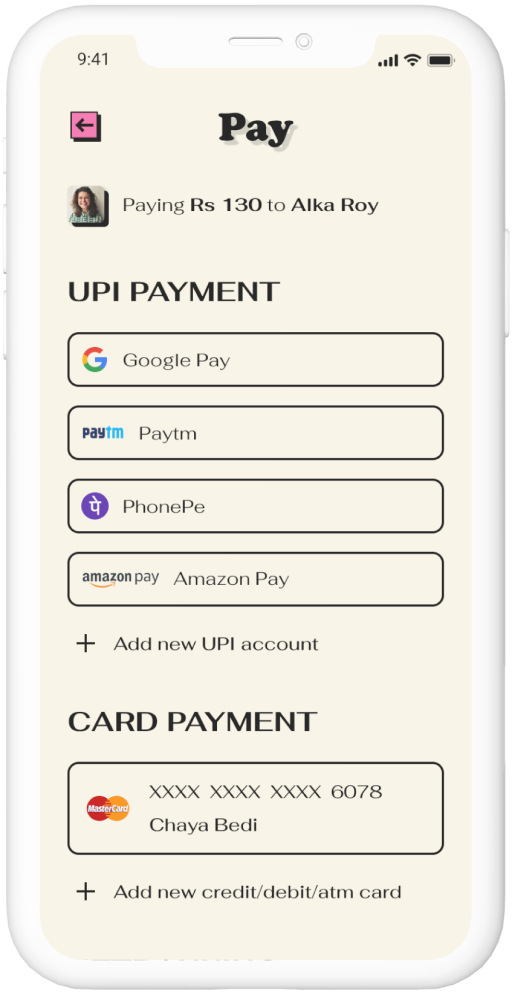 9:41
Pay
Paying Rs 130 to Alka Roy
UPI PAYMENT
Google Pay
paytm Paytm
पे PhonePe
amazon pay Amazon Pay
+ Add new UPI account
CARD PAYMENT
XXXX XXXX XXXX 6078
MasterCard
Chaya Bedi
+ Add new credit/debit/atm card